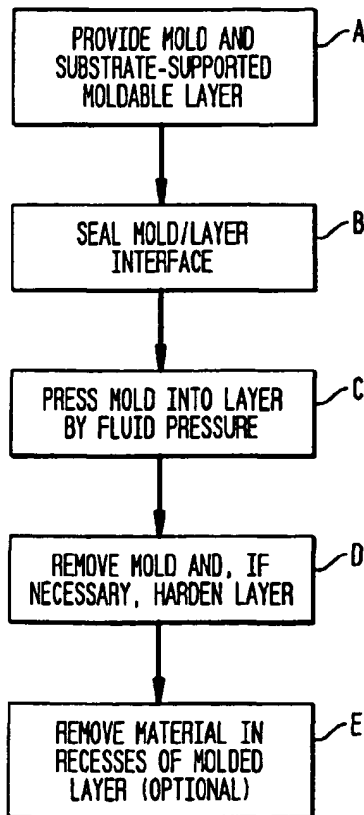 PROVIDE MOLD AND
SUBSTRATE-SUPPORTED
MOLDABLE LAYER
A
SEAL MOLD/LAYER
INTERFACE
B
PRESS MOLD INTO LAYER
BY FLUID PRESSURE
C
REMOVE MOLD AND, IF
NECESSARY, HARDEN LAYER
D
REMOVE MATERIAL IN
RECESSES OF MOLDED
LAYER (OPTIONAL)
E